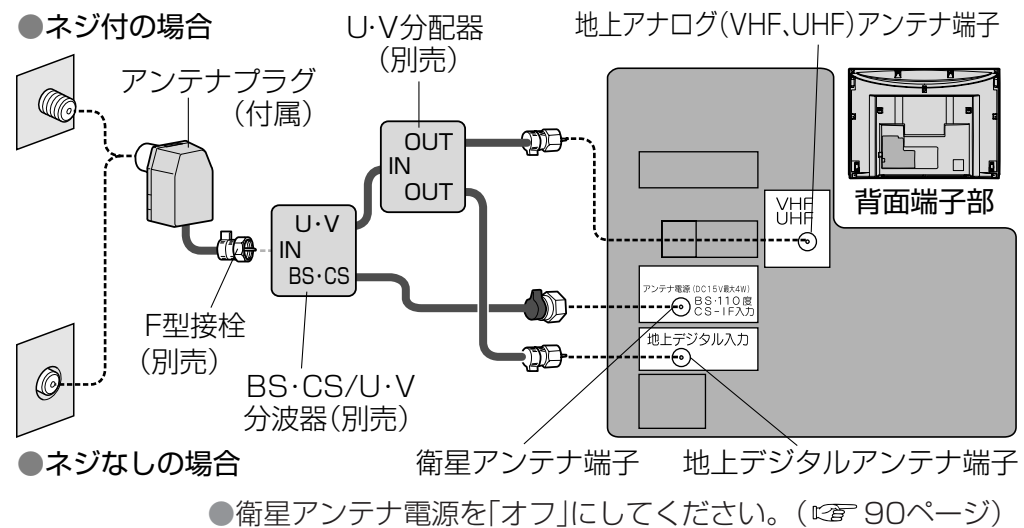 ●ネジ付の場合
アンテナプラグ
(付属)
U・V分配器
(別売)
地上アナログ(VHF、UHF)アンテナ端子
背面端子部
OUT
IN
OUT
VHF
UHF
U・V
IN
BS・CS
アンテナ電源(DC15V最大4W)
BS・110度
CS-IF入力
地上デジタル入力
F型接栓
(別売)
BS・CS/U・V
分波器(別売)
●ネジなしの場合
衛星アンテナ端子
地上デジタルアンテナ端子
●衛星アンテナ電源を「オフ」にしてください。(☞ 90ページ)